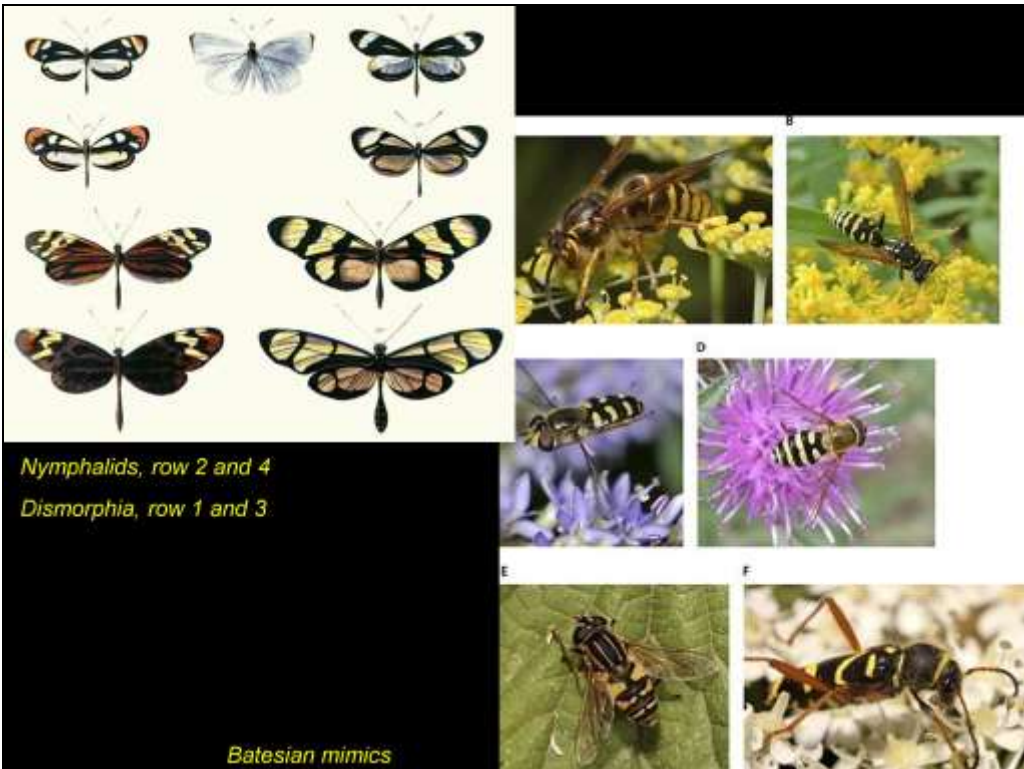 B
D
Nymphalids, row 2 and 4
Dismorphia, row 1 and 3
E
F
Batesian mimics